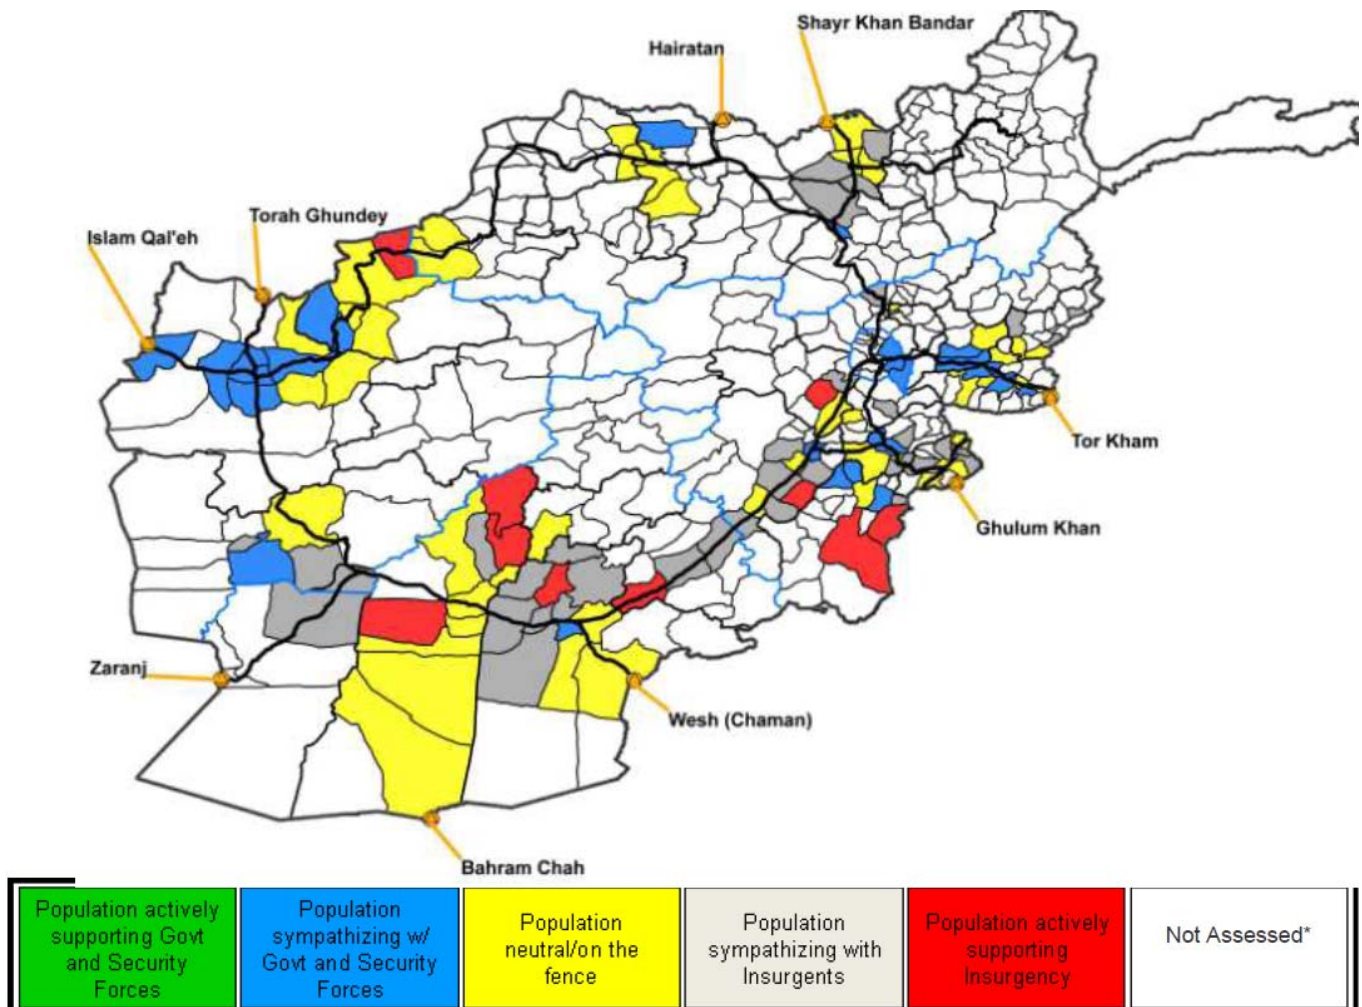 Shayr Khan Bandar
Hairatan
Torah Ghundey
Islam Qal'eh
Tor Kham
Ghulum Khan
Zaranj
Wesh (Chaman)
Bahram Chah
Population actively
supporting Govt
and Security
Forces
Population
sympathizing w/
Govt and Security
Forces
Population
neutral/on the
fence
Population
sympathizing with
Insurgents
Population actively
supporting
Insurgency
Not Assessed*